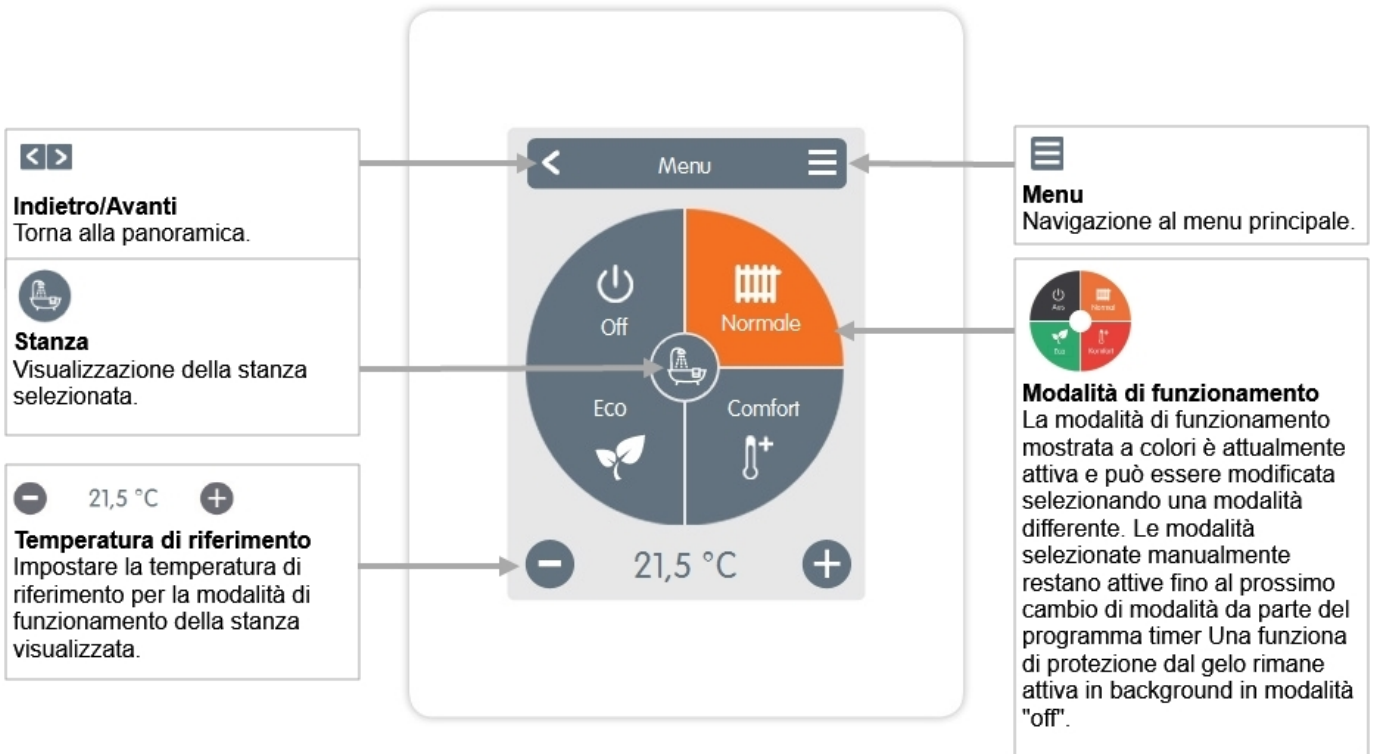 Indietro/Avanti
Torna alla panoramica.
Stanza
Visualizzazione della stanza
selezionata.
21,5 °C
Temperatura di riferimento
Impostare la temperatura di
riferimento per la modalità di
funzionamento della stanza
visualizzata.
Menu
Off
Normale
Eco
Comfort
21,5 °C
Menu
Navigazione al menu principale.
Aus
Normal
Eco
Komfort
Modalità di funzionamento
La modalità di funzionamento
mostrata a colori è attualmente
attiva e può essere modificata
selezionando una modalità
differente. Le modalità
selezionate manualmente
restano attive fino al prossimo
cambio di modalità da parte del
programma timer Una funziona
di protezione dal gelo rimane
attiva in background in modalità
"off".